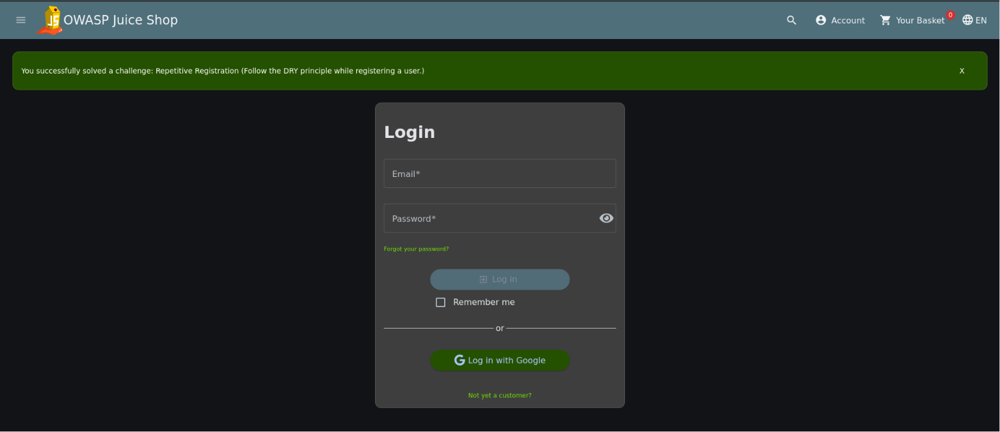 JS OWASP Juice Shop Account Your Basket 0 EN
You successfully solved a challenge: Repetitive Registration (Follow the DRY principle while registering a user.) X
Login
Email*
Password*
Forgot your password?
Log in
Remember me
or
G Log in with Google
Not yet a customer?